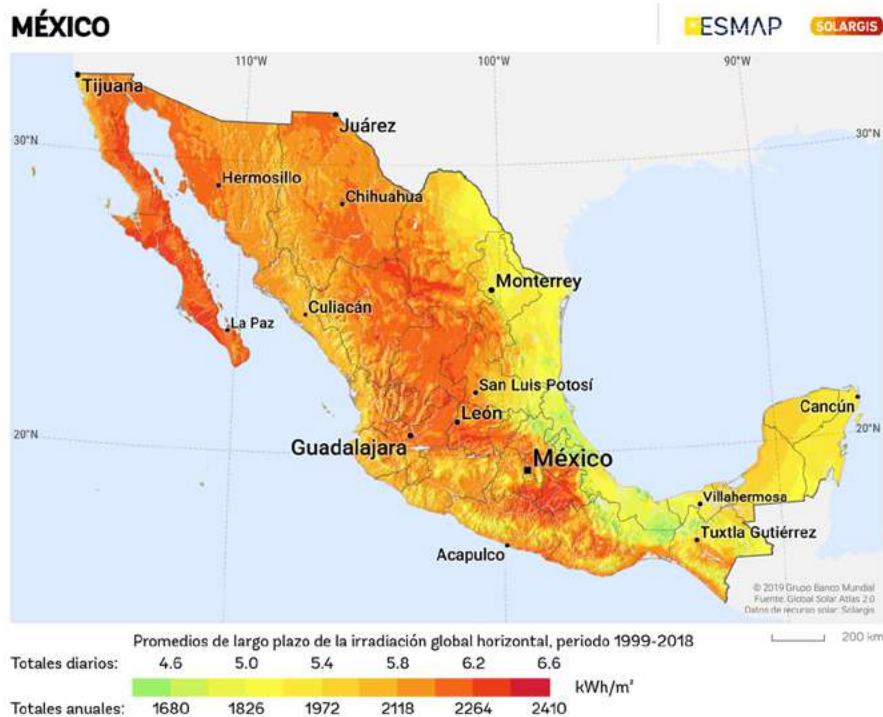 MÉXICO
ESMAP
SOLARGIS
110°W
100°W
90°W
Tijuana
Juárez
30°N
30°N
Hermosillo
Chihuahua
Monterrey
Culiacán
La Paz
San Luis Potosí
León
Cancún
20°N
20°N
Guadalajara
México
Villahermosa
Tuxtla Gutiérrez
Acapulco
© 2019 Grupo Banco Mundial
Fuente: Global Solar Atlas 2.0
Datos de recurso solar: Solargis
Promedios de largo plazo de la irradiación global horizontal, periodo 1999-2018
200 km
Totales diarios: 4.6 5.0 5.4 5.8 6.2 6.6
kWh/m²
Totales anuales: 1680 1826 1972 2118 2264 2410